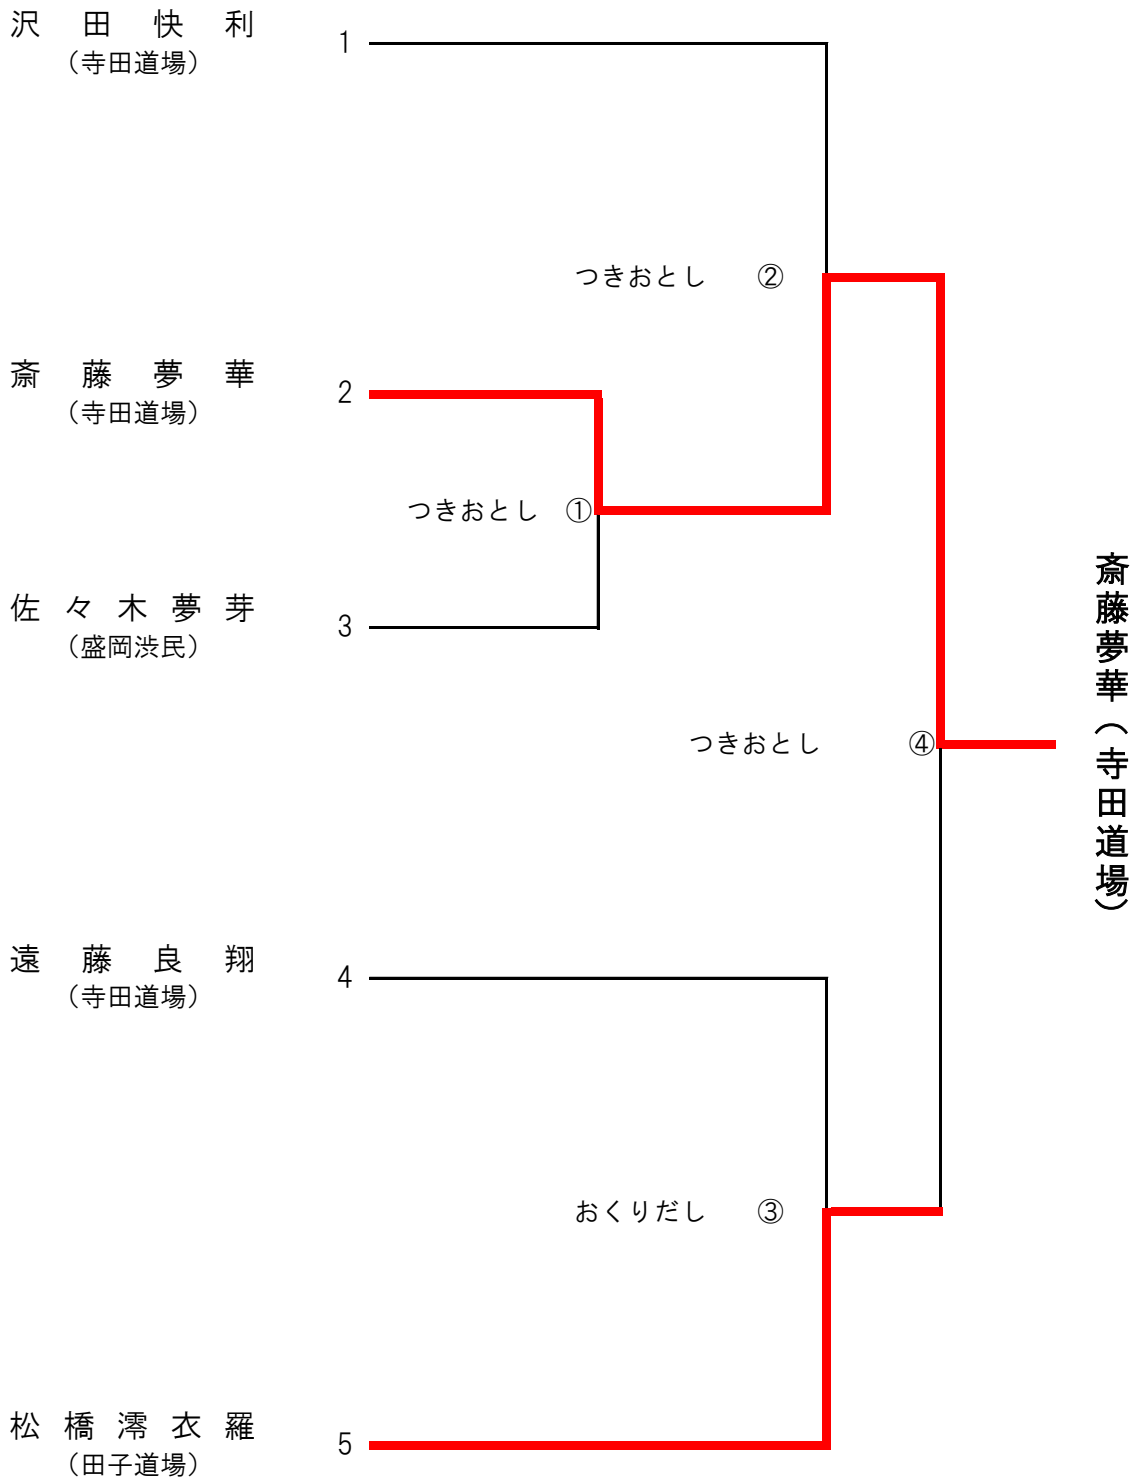 沢田快利
（寺田道場）
1
つきおとし ②
斎藤夢華
（寺田道場）
2
つきおとし ①
佐々木夢芽
（盛岡渋民）
3
つきおとし ④
斎藤夢華（寺田道場）
遠藤良翔
（寺田道場）
4
おくりだし ③
松橋澪衣羅
（田子道場）
5